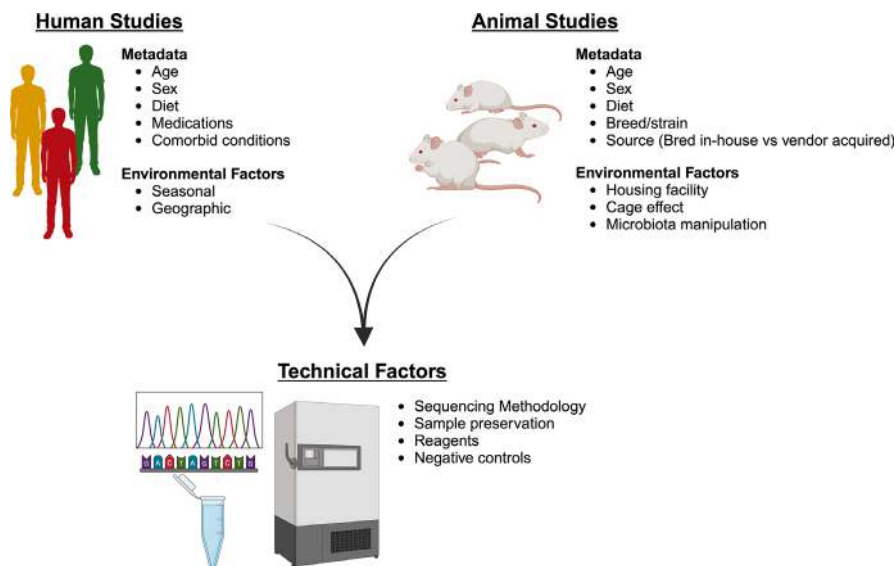 Human Studies
Metadata
• Age
• Sex
• Diet
• Medications
• Comorbid conditions
Environmental Factors
• Seasonal
• Geographic
Animal Studies
Metadata
• Age
• Sex
• Diet
• Breed/strain
• Source (Bred in-house vs vendor acquired)
Environmental Factors
• Housing facility
• Cage effect
• Microbiota manipulation
Technical Factors
• Sequencing Methodology
• Sample preservation
• Reagents
• Negative controls